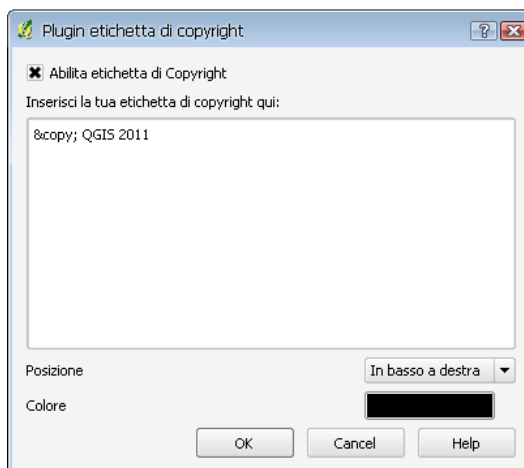 Plugin etichetta di copyright
Abilita etichetta di Copyright
Inserisci la tua etichetta di copyright qui:
&copy; QGIS 2011
Posizione
In basso a destra
Colore
OK
Cancel
Help